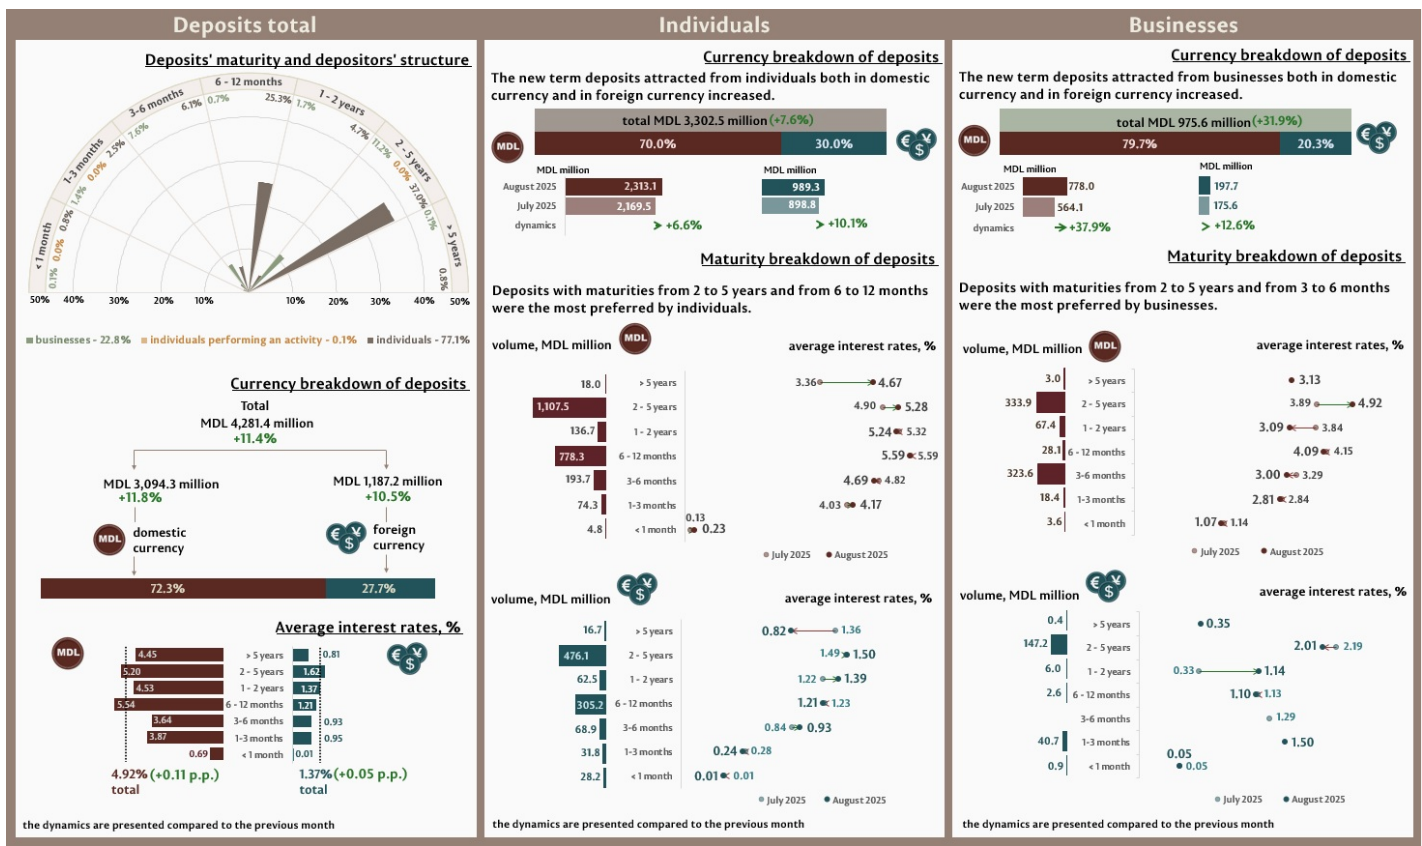 Deposits total
Deposits' maturity and depositors' structure
< 1 month
1-3 months
3-6 months
6 - 12 months
1 - 2 years
2 - 5 years
> 5 years
0.1%
0.0%
0.8%
1.4%
0.0%
2.5%
7.6%
6.1%
0.7%
25.3%
1.7%
4.7%
11.2%
0.0%
37.0%
0.1%
0.8%
50% 40% 30% 20% 10% 10% 20% 30% 40% 50%
businesses - 22.8% individuals performing an activity - 0.1% individuals - 77.1%
Currency breakdown of deposits
Total
MDL 4,281.4 million
+11.4%
MDL 3,094.3 million
+11.8%
MDL 1,187.2 million
+10.5%
MDL
domestic
currency
€ ¥ $
foreign
currency
72.3% 27.7%
Average interest rates, %
MDL
€ ¥ $
4.45 > 5 years 0.81
5.20 2 - 5 years 1.62
4.53 1 - 2 years 1.37
5.54 6 - 12 months 1.21
3.64 3-6 months 0.93
3.87 1-3 months 0.95
0.69 < 1 month 0.01
4.92% (+0.11 p.p.)
total
1.37% (+0.05 p.p.)
total
the dynamics are presented compared to the previous month
Individuals
Currency breakdown of deposits
The new term deposits attracted from individuals both in domestic
currency and in foreign currency increased.
total MDL 3,302.5 million (+7.6%)
MDL
70.0% 30.0%
€ ¥ $
MDL million MDL million
August 2025 2,313.1 989.3
July 2025 2,169.5 898.8
dynamics +6.6% +10.1%
Maturity breakdown of deposits
Deposits with maturities from 2 to 5 years and from 6 to 12 months
were the most preferred by individuals.
volume, MDL million MDL average interest rates, %
18.0 > 5 years 3.36 4.67
1,107.5 2 - 5 years 4.90 5.28
136.7 1 - 2 years 5.24 5.32
778.3 6 - 12 months 5.59 5.59
193.7 3-6 months 4.69 4.82
74.3 1-3 months 4.03 4.17
4.8 < 1 month 0.13 0.23
July 2025 August 2025
volume, MDL million € ¥ $ average interest rates, %
16.7 > 5 years 0.82 1.36
476.1 2 - 5 years 1.49 1.50
62.5 1 - 2 years 1.22 1.39
305.2 6 - 12 months 1.21 1.23
68.9 3-6 months 0.84 0.93
31.8 1-3 months 0.24 0.28
28.2 < 1 month 0.01 0.01
July 2025 August 2025
the dynamics are presented compared to the previous month
Businesses
Currency breakdown of deposits
The new term deposits attracted from businesses both in domestic
currency and in foreign currency increased.
total MDL 975.6 million (+31.9%)
MDL
79.7% 20.3%
€ ¥ $
MDL million MDL million
August 2025 778.0 197.7
July 2025 564.1 175.6
dynamics +37.9% +12.6%
Maturity breakdown of deposits
Deposits with maturities from 2 to 5 years and from 3 to 6 months
were the most preferred by businesses.
volume, MDL million MDL average interest rates, %
3.0 > 5 years 3.13
333.9 2 - 5 years 3.89 4.92
67.4 1 - 2 years 3.09 3.84
28.1 6 - 12 months 4.09 4.15
323.6 3-6 months 3.00 3.29
18.4 1-3 months 2.81 2.84
3.6 < 1 month 1.07 1.14
July 2025 August 2025
volume, MDL million € ¥ $ average interest rates, %
0.4 > 5 years 0.35
147.2 2 - 5 years 2.01 2.19
6.0 1 - 2 years 0.33 1.14
2.6 6 - 12 months 1.10 1.13
3-6 months 1.29
40.7 1-3 months 1.50
0.9 < 1 month 0.05 0.05
July 2025 August 2025
the dynamics are presented compared to the previous month